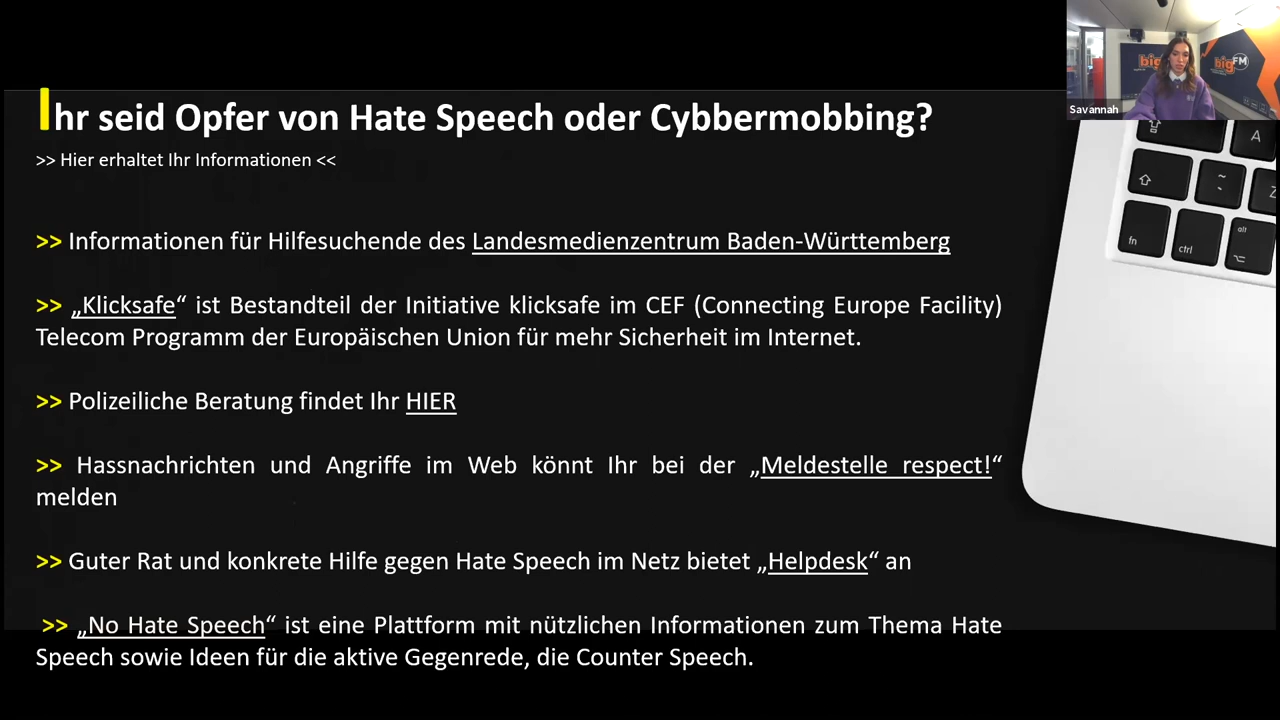 Ihr seid Opfer von Hate Speech oder Cybbermobbing?
>> Hier erhaltet Ihr Informationen <<
>> Informationen für Hilfesuchende des Landesmedienzentrum Baden-Württemberg
>> „Klicksafe“ ist Bestandteil der Initiative klicksafe im CEF (Connecting Europe Facility)
Telecom Programm der Europäischen Union für mehr Sicherheit im Internet.
>> Polizeiliche Beratung findet Ihr HIER
>> Hassnachrichten und Angriffe im Web könnt Ihr bei der „Meldestelle respect!“
melden
>> Guter Rat und konkrete Hilfe gegen Hate Speech im Netz bietet „Helpdesk“ an
>> „No Hate Speech“ ist eine Plattform mit nützlichen Informationen zum Thema Hate
Speech sowie Ideen für die aktive Gegenrede, die Counter Speech.
big
bigFM
Savannah
A
Z
fn
ctrl
alt